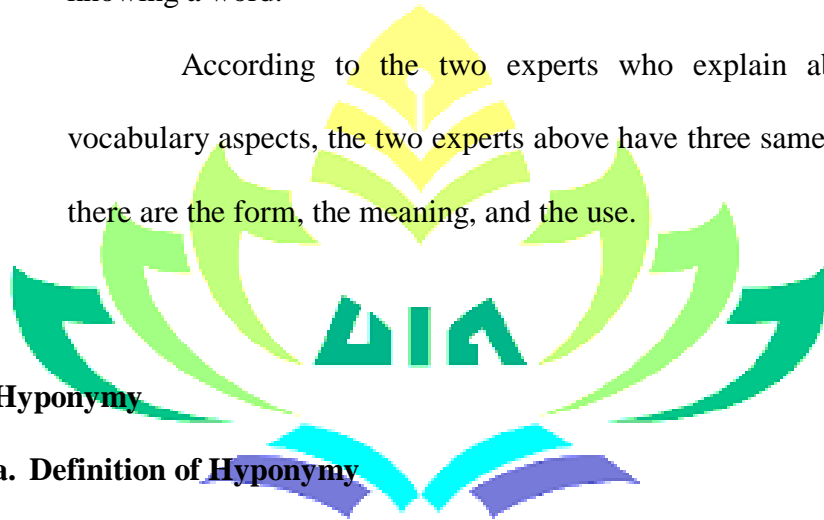 knowing a word.
According to the two experts who explain
vocabulary aspects, the two experts above have three same
there are the form, the meaning, and the use.
UIN
Hyponymy
a. Definition of Hyponymy